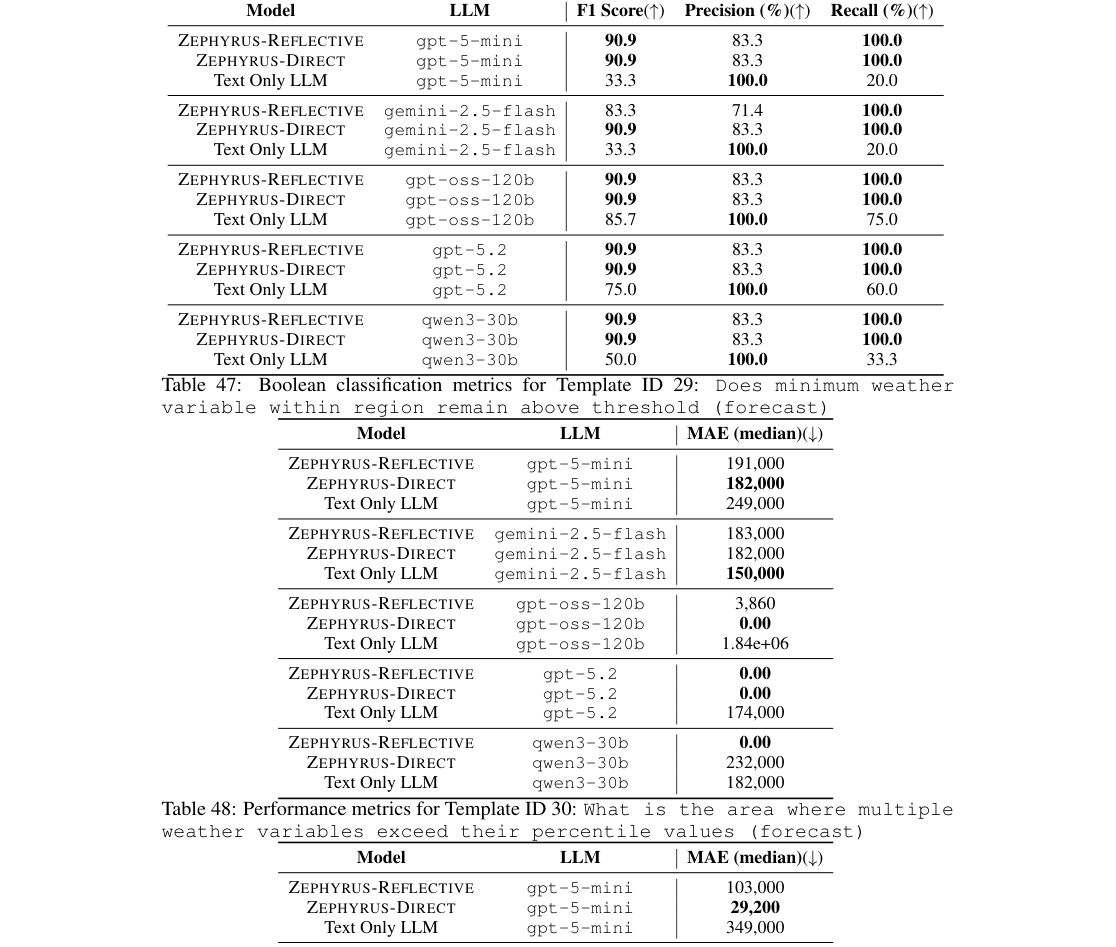 Model LLM F1 Score(↑) Precision (%)(↑) Recall (%)(↑)
ZEPHYRUS-REFLECTIVE gpt-5-mini 90.9 83.3 100.0
ZEPHYRUS-DIRECT gpt-5-mini 90.9 83.3 100.0
Text Only LLM gpt-5-mini 33.3 100.0 20.0
ZEPHYRUS-REFLECTIVE gemini-2.5-flash 83.3 71.4 100.0
ZEPHYRUS-DIRECT gemini-2.5-flash 90.9 83.3 100.0
Text Only LLM gemini-2.5-flash 33.3 100.0 20.0
ZEPHYRUS-REFLECTIVE gpt-oss-120b 90.9 83.3 100.0
ZEPHYRUS-DIRECT gpt-oss-120b 90.9 83.3 100.0
Text Only LLM gpt-oss-120b 85.7 100.0 75.0
ZEPHYRUS-REFLECTIVE gpt-5.2 90.9 83.3 100.0
ZEPHYRUS-DIRECT gpt-5.2 90.9 83.3 100.0
Text Only LLM gpt-5.2 75.0 100.0 60.0
ZEPHYRUS-REFLECTIVE qwen3-30b 90.9 83.3 100.0
ZEPHYRUS-DIRECT qwen3-30b 90.9 83.3 100.0
Text Only LLM qwen3-30b 50.0 100.0 33.3
Table 47: Boolean classification metrics for Template ID 29: Does minimum weather
variable within region remain above threshold (forecast)
Model LLM MAE (median)(↓)
ZEPHYRUS-REFLECTIVE gpt-5-mini 191,000
ZEPHYRUS-DIRECT gpt-5-mini 182,000
Text Only LLM gpt-5-mini 249,000
ZEPHYRUS-REFLECTIVE gemini-2.5-flash 183,000
ZEPHYRUS-DIRECT gemini-2.5-flash 182,000
Text Only LLM gemini-2.5-flash 150,000
ZEPHYRUS-REFLECTIVE gpt-oss-120b 3,860
ZEPHYRUS-DIRECT gpt-oss-120b 0.00
Text Only LLM gpt-oss-120b 1.84e+06
ZEPHYRUS-REFLECTIVE gpt-5.2 0.00
ZEPHYRUS-DIRECT gpt-5.2 0.00
Text Only LLM gpt-5.2 174,000
ZEPHYRUS-REFLECTIVE qwen3-30b 0.00
ZEPHYRUS-DIRECT qwen3-30b 232,000
Text Only LLM qwen3-30b 182,000
Table 48: Performance metrics for Template ID 30: What is the area where multiple
weather variables exceed their percentile values (forecast)
Model LLM MAE (median)(↓)
ZEPHYRUS-REFLECTIVE gpt-5-mini 103,000
ZEPHYRUS-DIRECT gpt-5-mini 29,200
Text Only LLM gpt-5-mini 349,000